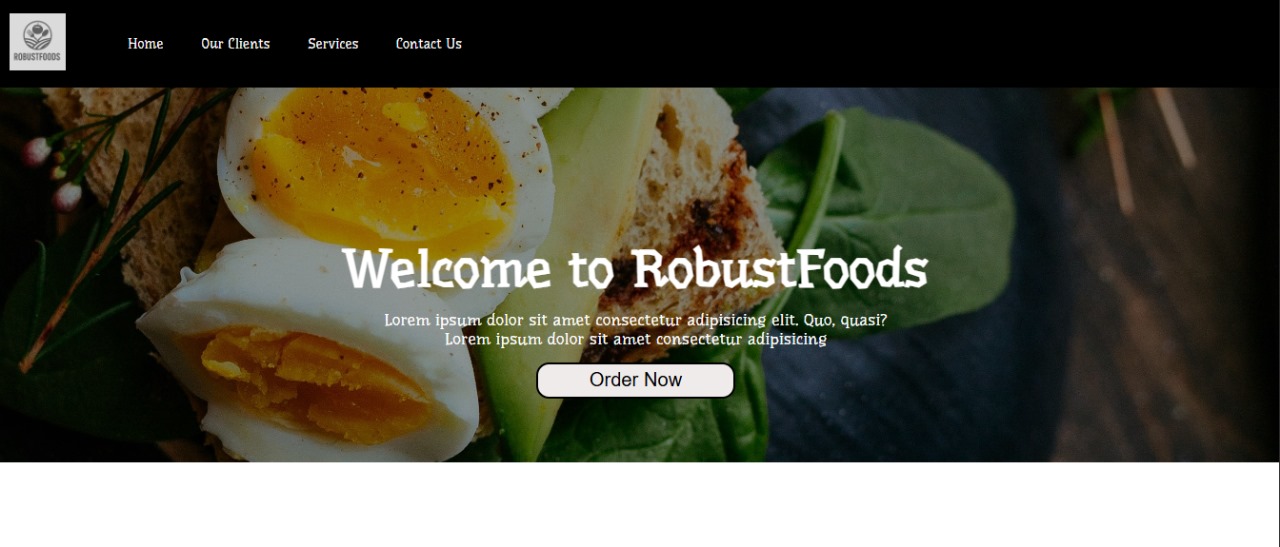 ROBUSTFOODS
Home Our Clients Services Contact Us
Welcome to RobustFoods
Lorem ipsum dolor sit amet consectetur adipisicing elit. Quo, quasi?
Lorem ipsum dolor sit amet consectetur adipisicing
Order Now